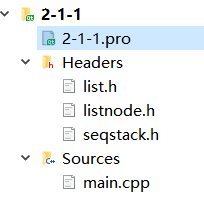 2-1-1
2-1-1.pro
Headers
list.h
listnode.h
seqstack.h
Sources
main.cpp